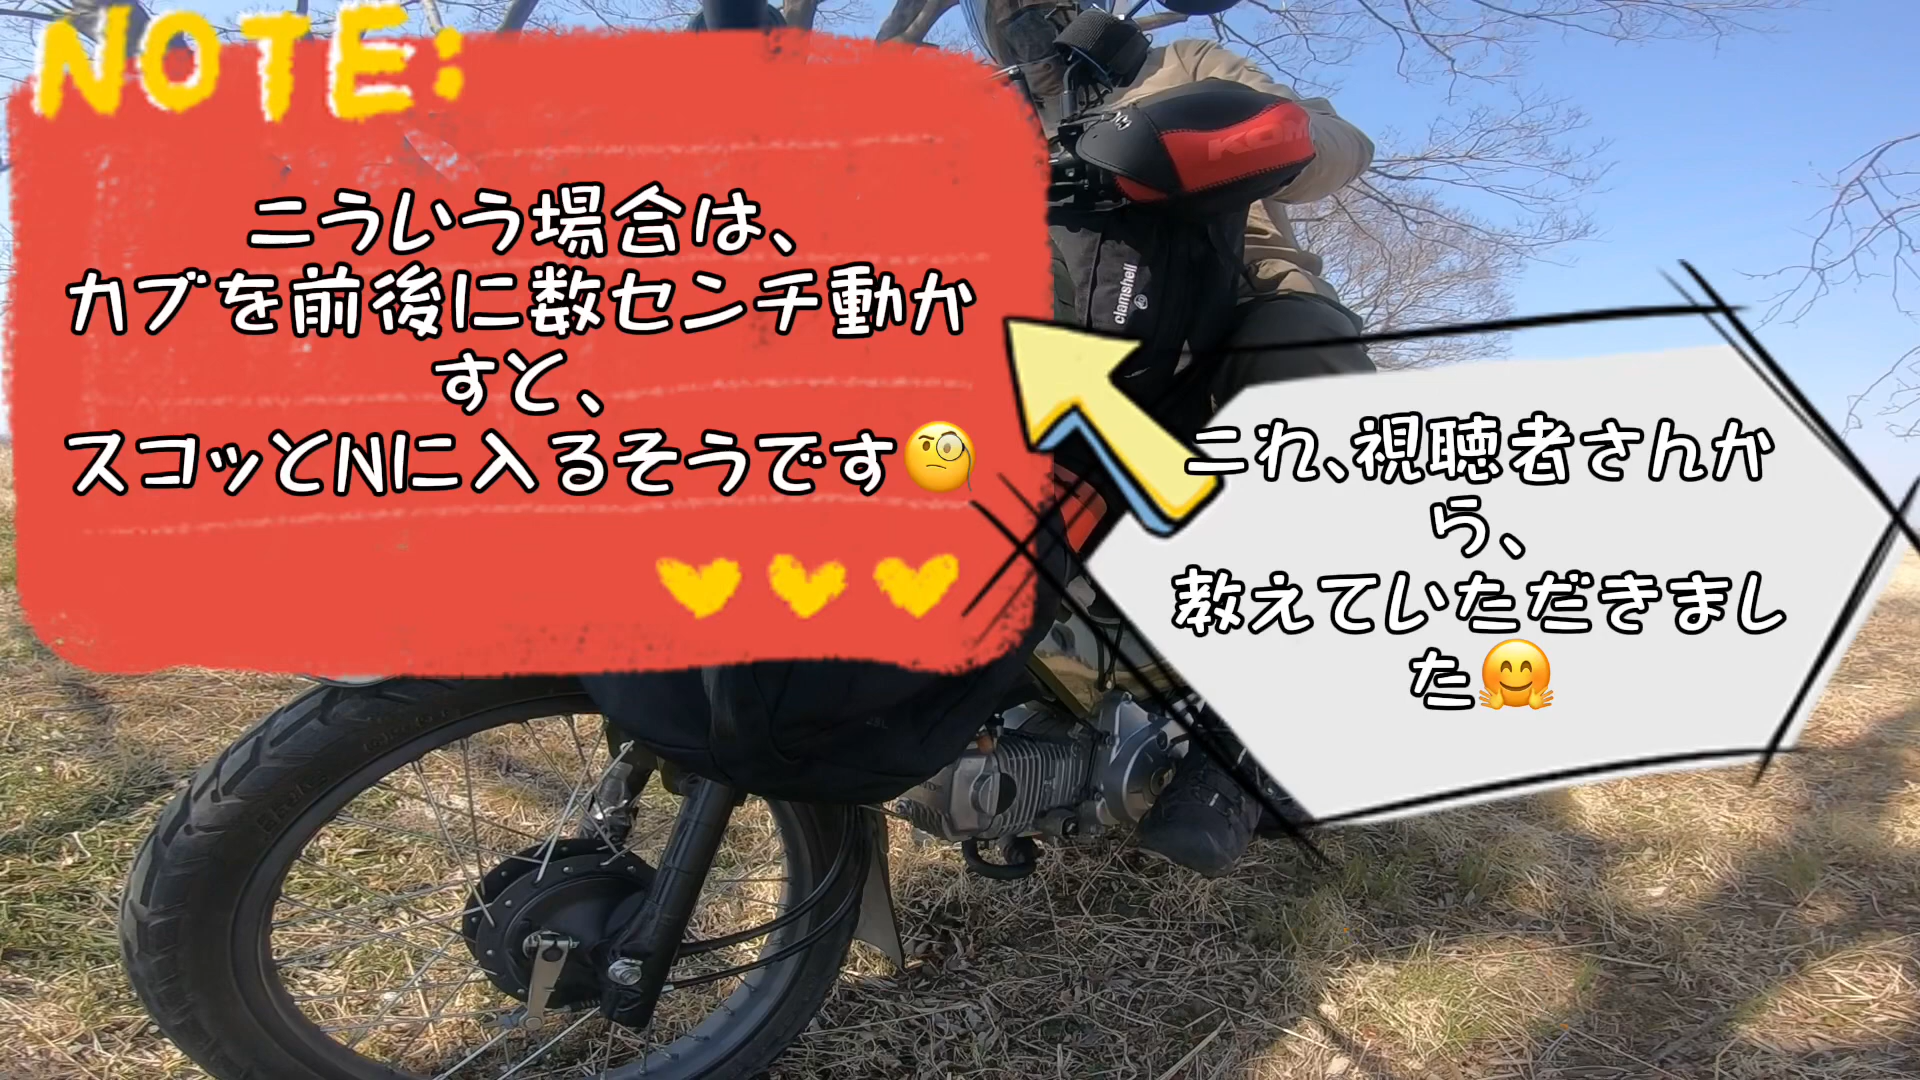 NOTE:
こういう場合は、
カブを前後に数センチ動か
すと、
スコッとNに入るそうです🧐
これ、視聴者さんか
ら、
教えていただきまし
た🤗
clamshell